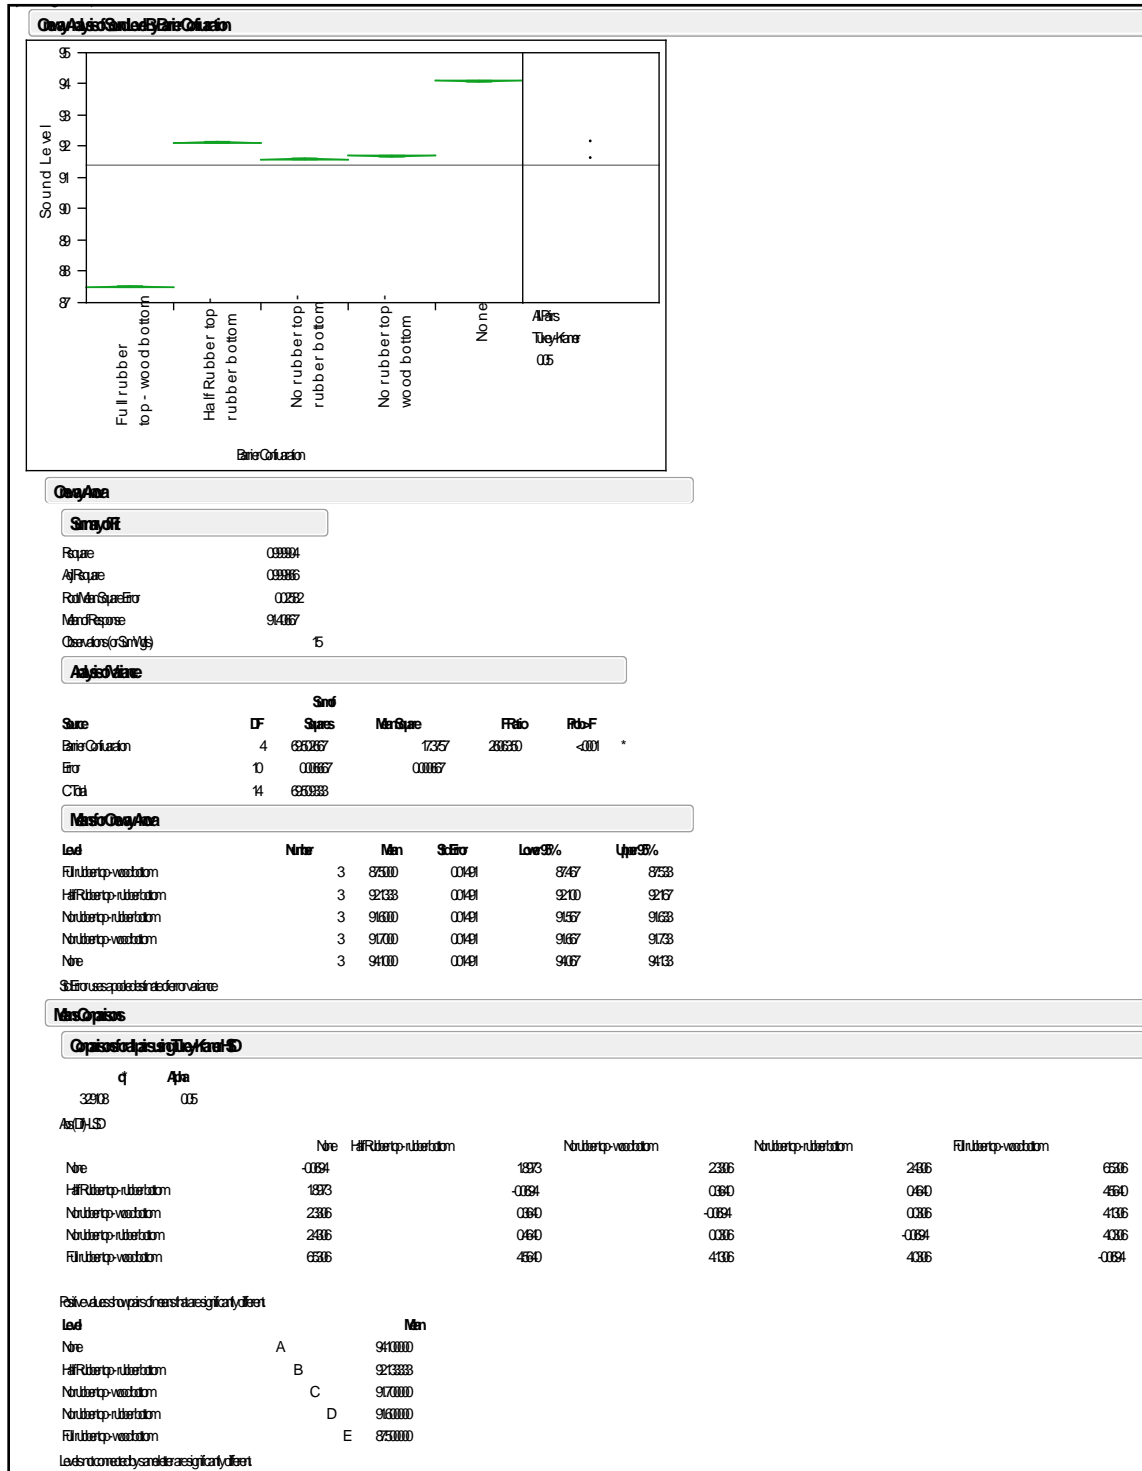 Oneway Analysis of Sound Level By Barrier Configuration
95
94
93
92
91
90
89
88
87
Sound Level
Full rubber top - wood bottom
Half Rubber top - rubber bottom
No rubber top - rubber bottom
No rubber top - wood bottom
None
All Pairs
Tukey-Kramer
0.05
Barrier Configuration
Oneway Anova
Summary of Fit
Rsquare 0.999904
Adj Rsquare 0.999866
Root Mean Square Error 0.02582
Mean of Response 91.40667
Observations (or Sum Wgts) 15
Analysis of Variance
Source DF Sum of Squares Mean Square F Ratio Prob > F
Barrier Configuration 4 69.502667 17.3757 26063.50 <.0001 *
Error 10 0.006667 0.000667
C. Total 14 69.509333
Means for Oneway Anova
Level Number Mean Std Error Lower 95% Upper 95%
Full rubber top - wood bottom 3 87.5000 0.01491 87.467 87.533
Half Rubber top - rubber bottom 3 92.1333 0.01491 92.100 92.167
No rubber top - rubber bottom 3 91.6000 0.01491 91.567 91.633
No rubber top - wood bottom 3 91.7000 0.01491 91.667 91.733
None 3 94.1000 0.01491 94.067 94.133
Std Error uses a pooled estimate of error variance
Means Comparisons
Comparisons for all pairs using Tukey-Kramer HSD
q* Alpha
3.29108 0.05
Abs(Dif)-LSD
None Half Rubber top - rubber bottom No rubber top - wood bottom No rubber top - rubber bottom Full rubber top - wood bottom
None -0.0694 1.8973 2.3306 2.4306 6.5306
Half Rubber top - rubber bottom 1.8973 -0.0694 0.3640 0.4640 4.5640
No rubber top - wood bottom 2.3306 0.3640 -0.0694 0.0306 4.1306
No rubber top - rubber bottom 2.4306 0.4640 0.0306 -0.0694 4.0306
Full rubber top - wood bottom 6.5306 4.5640 4.1306 4.0306 -0.0694
Positive values show pairs of means that are significantly different.
Level Mean
None A 94.100000
Half Rubber top - rubber bottom B 92.133333
No rubber top - wood bottom C 91.700000
No rubber top - rubber bottom D 91.600000
Full rubber top - wood bottom E 87.500000
Levels not connected by same letter are significantly different.